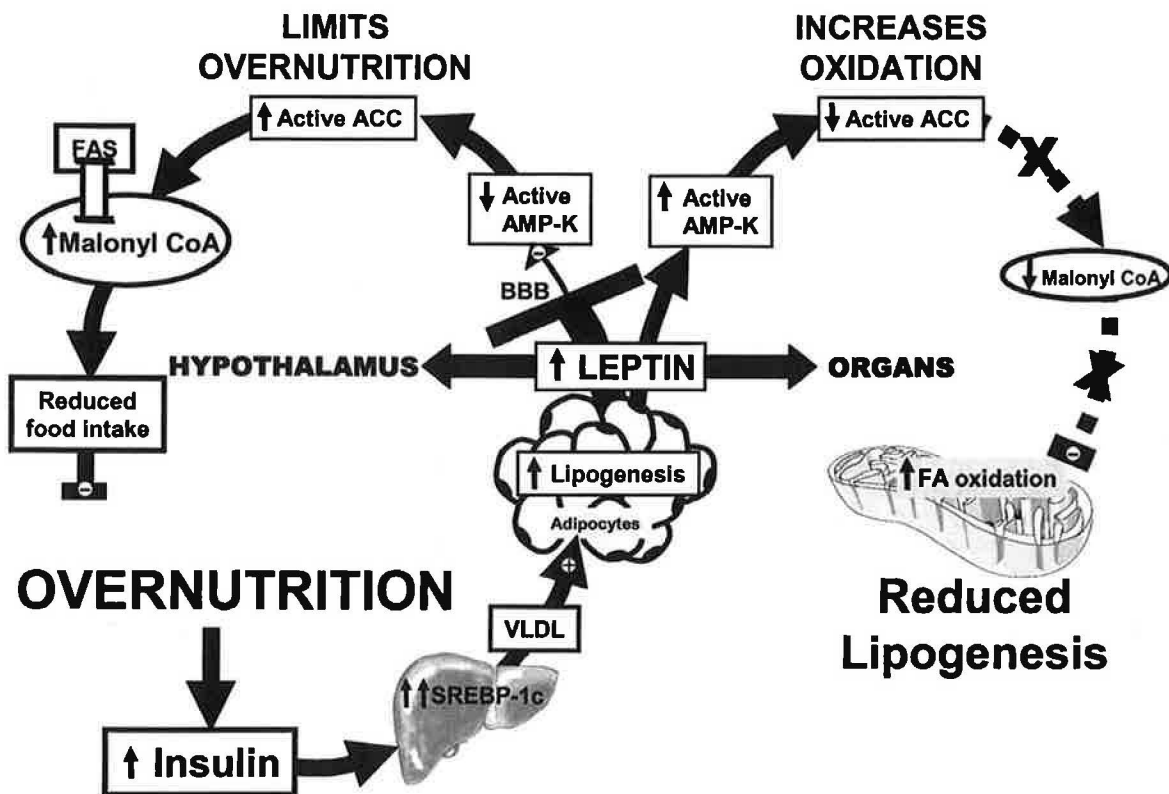 LIMITS
OVERNUTRITION
INCREASES
OXIDATION
↑ Active ACC
↓ Active ACC
FAS
X
↓ Active
AMP-K
↑ Active
AMP-K
↑ Malonyl CoA
⊖
BBB
↓ Malonyl CoA
HYPOTHALAMUS
↑ LEPTIN
ORGANS
X
Reduced
food intake
⊖
⊖
↑ Lipogenesis
↑ FA oxidation
Adipocytes
⊕
OVERNUTRITION
VLDL
Reduced
Lipogenesis
↑↑ SREBP-1c
↑ Insulin